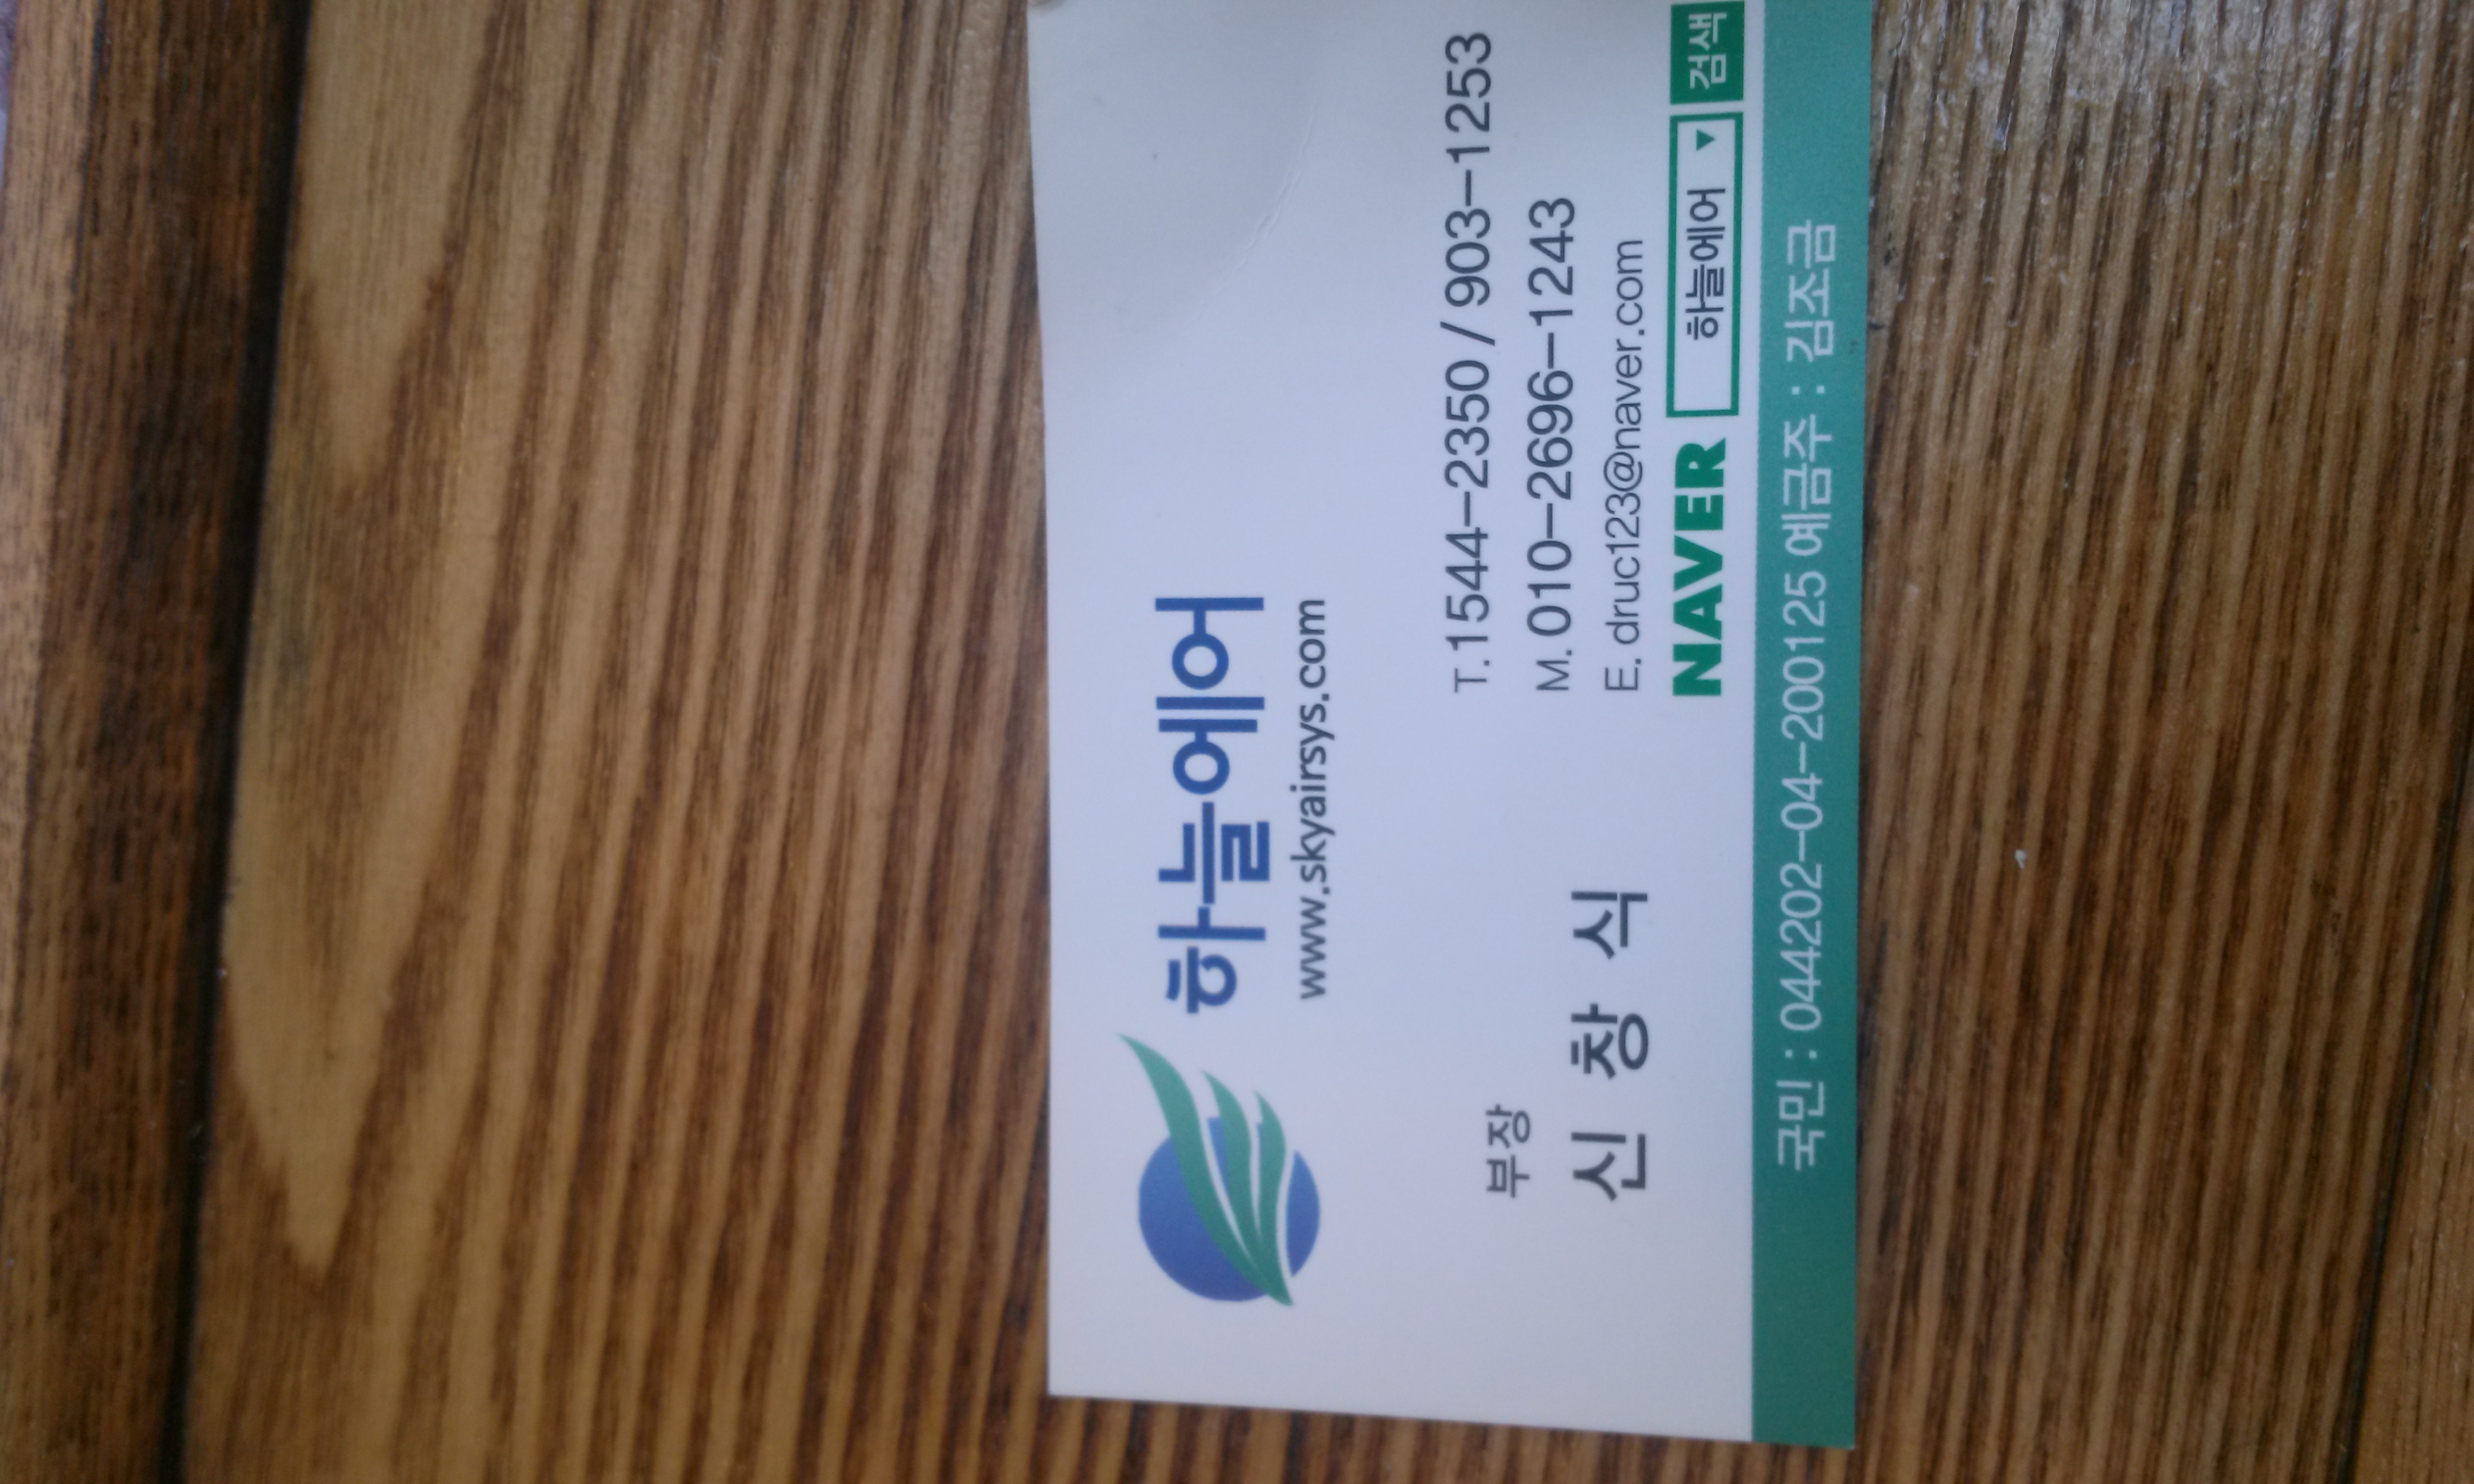 하늘에어
www.skyairsys.com
부장
신 창 식
T. 1544-2350 / 903-1253
M. 010-2696-1243
E. druc123@naver.com
NAVER 하늘에어 ▼ 검색
국민 : 044202-04-200125 예금주 : 김조금